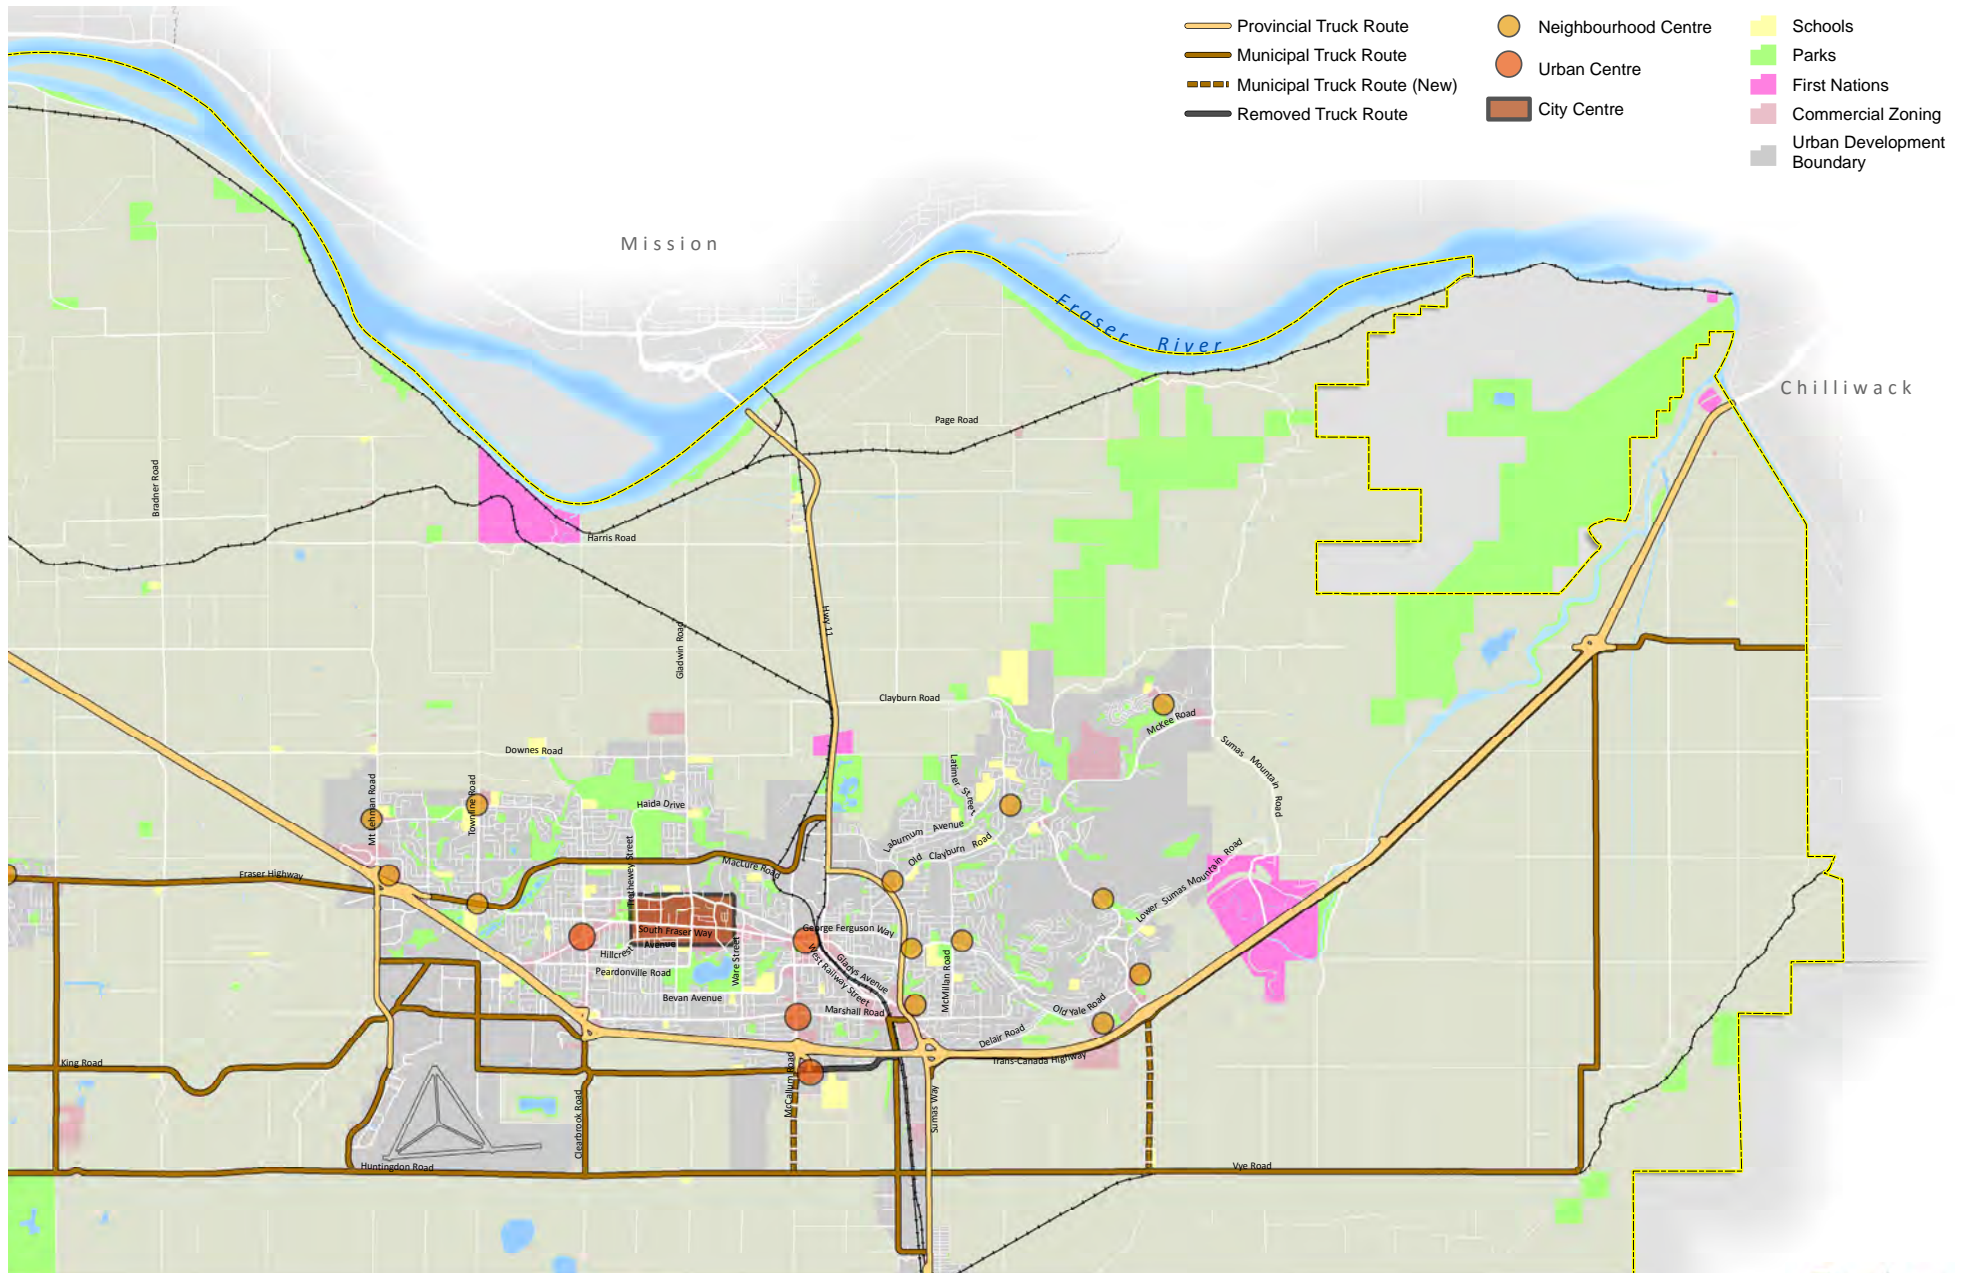 Provincial Truck Route
Municipal Truck Route
Municipal Truck Route (New)
Removed Truck Route
Neighbourhood Centre
Urban Centre
City Centre
Schools
Parks
First Nations
Commercial Zoning
Urban Development
Boundary
Mission
Fraser River
Chilliwack
Page Road
Bradner Road
Harris Road
Hwy 11
Gladwin Road
Clayburn Road
McKee Road
Sumas Mountain Road
Downes Road
Latimer Street
Mt Lehman Road
Townline Road
Haida Drive
Laburnum Avenue
Old Clayburn Road
Trethewey Street
Maclure Road
Fraser Highway
Lower Sumas Mountain Road
South Fraser Way
George Ferguson Way
Hillcrest Avenue
Ware Street
Peardonville Road
West Railway Street
Gladys Avenue
McMillan Road
Bevan Avenue
Marshall Road
Old Yale Road
Delair Road
Trans-Canada Highway
King Road
McCallum Road
Clearbrook Road
Sumas Way
Huntingdon Road
Vye Road